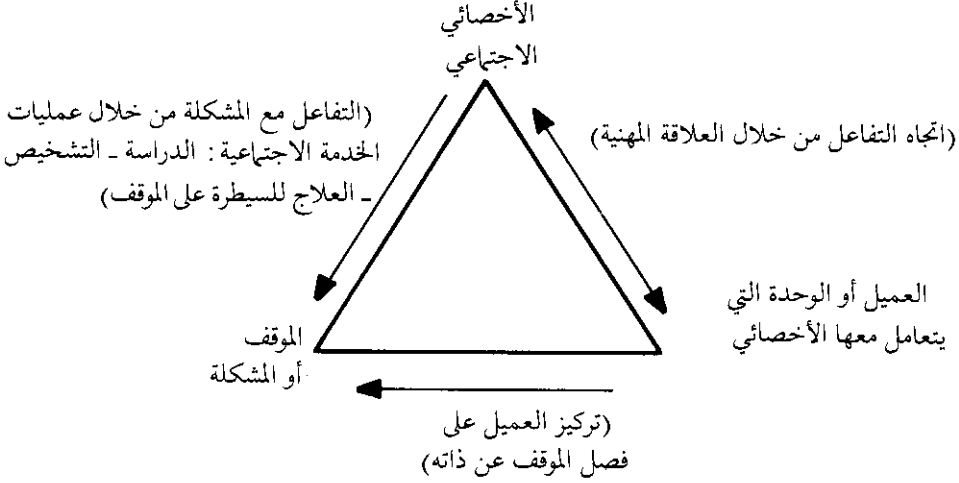 الأخصائي
الاجتماعي
(التفاعل مع المشكلة من خلال عمليات
الخدمة الاجتماعية : الدراسة ـ التشخيص
ـ العلاج للسيطرة على الموقف)
(اتجاه التفاعل من خلال العلاقة المهنية)
العميل أو الوحدة التي
يتعامل معها الأخصائي
الموقف
أو المشكلة
(تركيز العميل على
فصل الموقف عن ذاته)